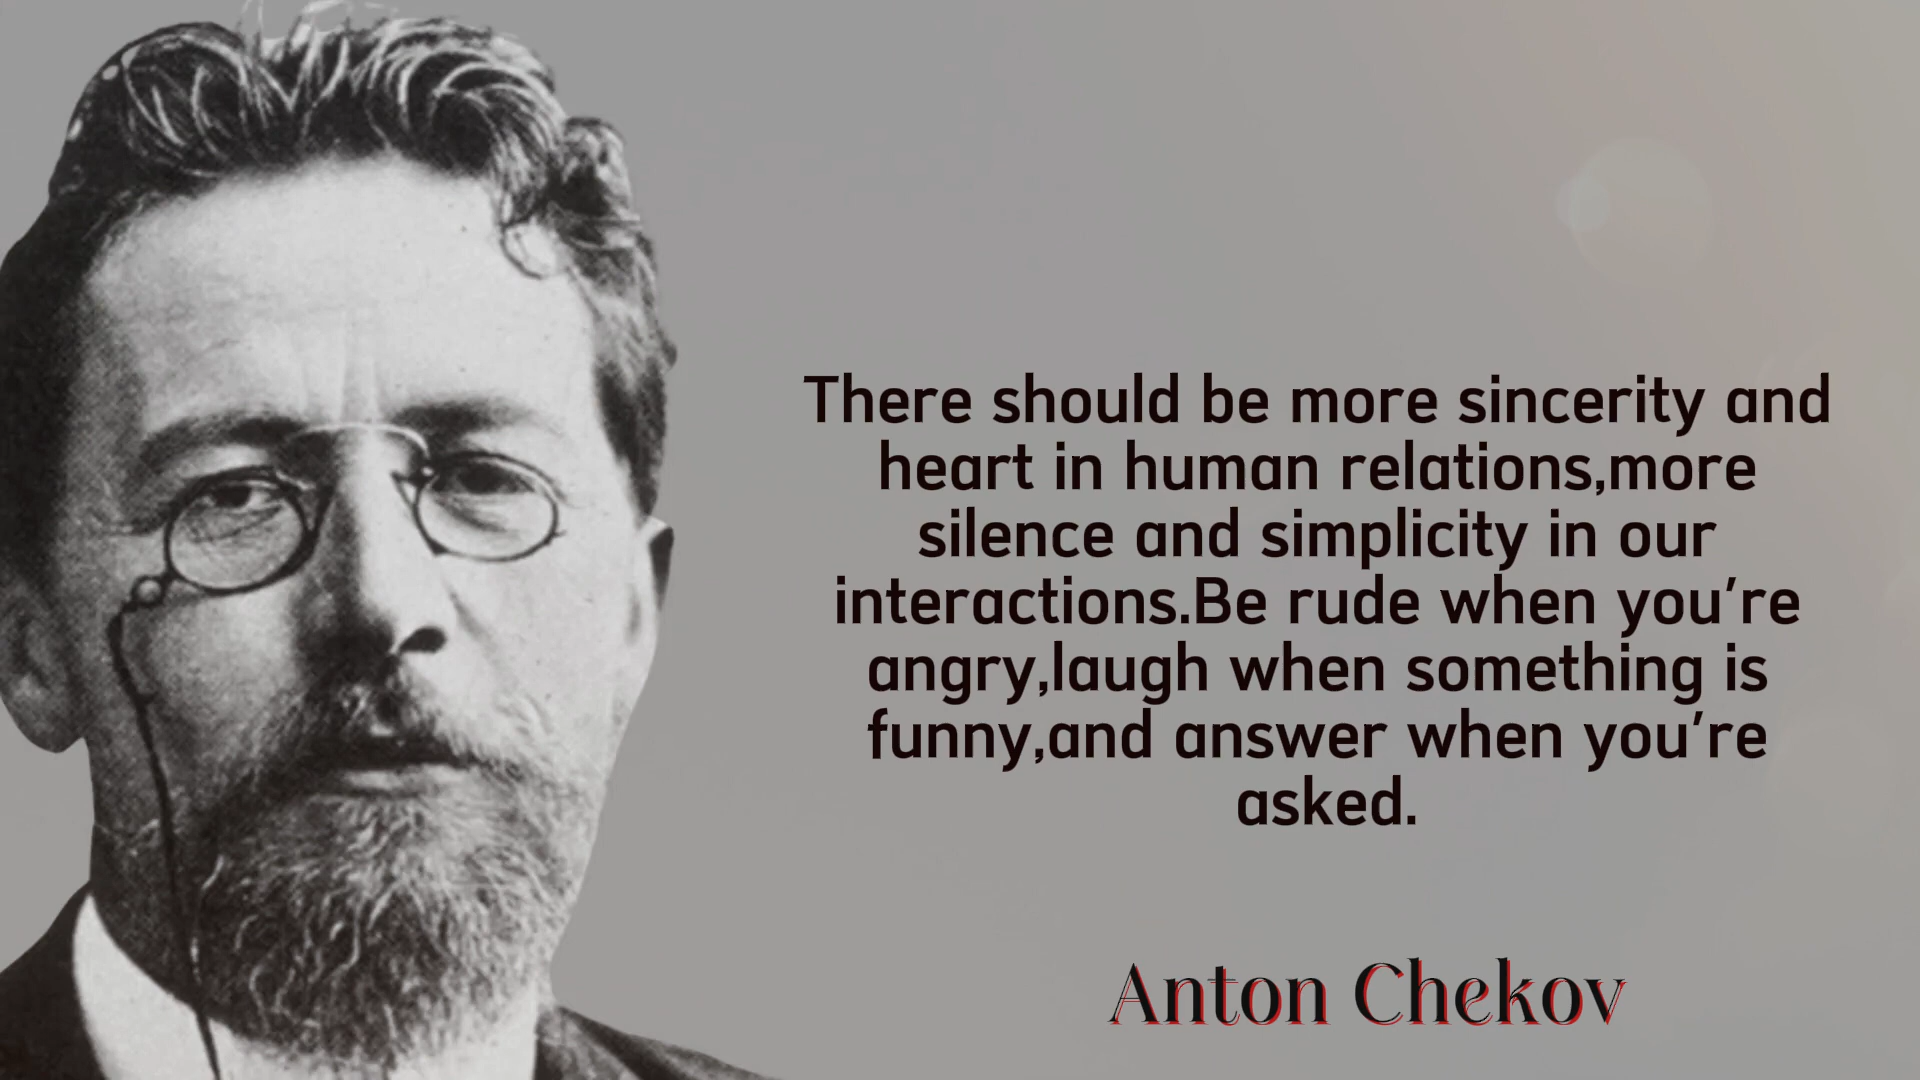 There should be more sincerity and
heart in human relations,more
silence and simplicity in our
interactions.Be rude when you're
angry,laugh when something is
funny,and answer when you're
asked.
Anton Chekov